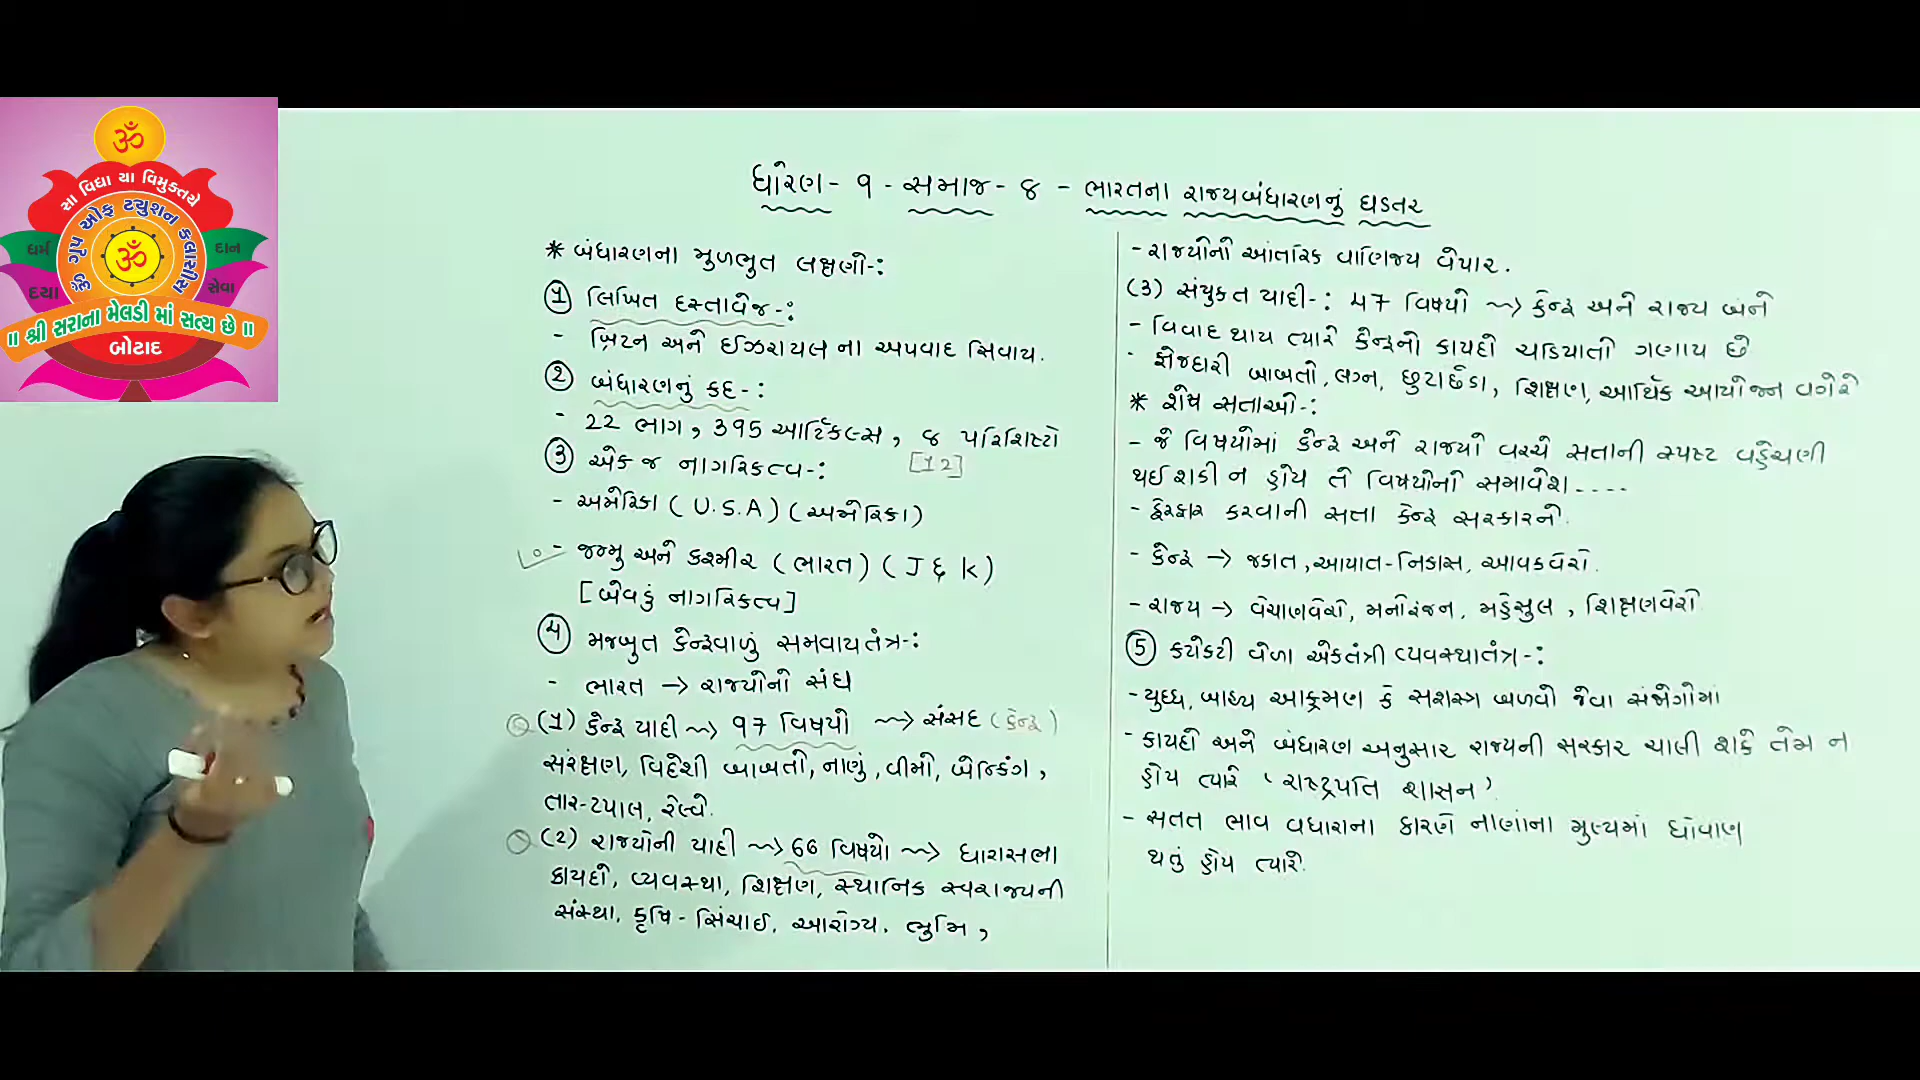 ૐ
સા વિદ્યા યા વિમુક્તયે
ગૃપ ઓફ ટ્યુશન ક્લાસીસ
ૐ
ધર્મ
દાન
દયા
સેવા
॥ શ્રી સરાના મેલડી માં સત્ય છે ॥
બોટાદ
ધોરણ - ૧ - સમાજ - ૪ - ભારતના રાજ્યબંધારણનું ઘડતર
* બંધારણના મુળભુત લક્ષણો-:
① લિખિત દસ્તાવેજ-:
- બ્રિટન અને ઈઝરાયલ ના અપવાદ સિવાય.
② બંધારણનું કદ-:
- 22 ભાગ, 395 આર્ટિકલ્સ, ૪ પરિશિષ્ટો
[12]
③ એક જ નાગરિકત્વ-:
- અમેરિકા (U.S.A) (અમેરિકા)
- જમ્મુ અને કશ્મીર (ભારત) (J & K)
[બેવડું નાગરિકત્વ]
④ મજબુત કેન્દ્રવાળું સમવાયતંત્ર-:
- ભારત → રાજ્યોનો સંઘ
(1) કેન્દ્ર યાદી ⇝ 97 વિષયો ⇝ સંસદ (કેન્દ્ર)
સંરક્ષણ, વિદેશી બાબતો, નાણું, વીમો, બેન્કિંગ,
તાર-ટપાલ, રેલ્વે.
(2) રાજ્યોની યાદી ⇝ 66 વિષયો ⇝ ધારાસભા
કાયદો, વ્યવસ્થા, શિક્ષણ, સ્થાનિક સ્વરાજ્યની
સંસ્થા, કૃષિ - સિંચાઈ, આરોગ્ય, ભુમિ,
- રાજ્યોનો આંતરિક વાણિજ્ય વેપાર.
(3) સંયુક્ત યાદી-: 47 વિષયો ⇝ કેન્દ્ર અને રાજ્ય બંને
- વિવાદ થાય ત્યારે કેન્દ્રનો કાયદો ચડિયાતો ગણાય છે
- ફોજદારી બાબતો, લગ્ન, છુટાછેડા, શિક્ષણ, આર્થિક આયોજન વગેરે
* શેષ સતાઓ-:
- જે વિષયોમાં કેન્દ્ર અને રાજ્યો વચ્ચે સતાની સ્પષ્ટ વહેંચણી
થઈ શકી ન હોય તે વિષયોનો સમાવેશ....
- ફેરફાર કરવાની સતા કેન્દ્ર સરકારને.
- કેન્દ્ર → જકાત, આયાત-નિકાસ, આવકવેરો.
- રાજ્ય → વેચાણવેરો, મનોરંજન, મહેસુલ, શિક્ષણવેરો
⑤ કટોકટી વેળા એકતંત્રી વ્યવસ્થાતંત્ર-:
- યુદ્ધ, બાહ્ય આક્રમણ કે સશસ્ત્ર બળવો જેવા સંજોગોમાં
- કાયદો અને બંધારણ અનુસાર રાજ્યની સરકાર ચાલી શકે તેમ ન
હોય ત્યારે 'રાષ્ટ્રપતિ શાસન'.
- સતત ભાવ વધારાના કારણે નાણાંના મુલ્યમાં ધોવાણ
થતું હોય ત્યારે.